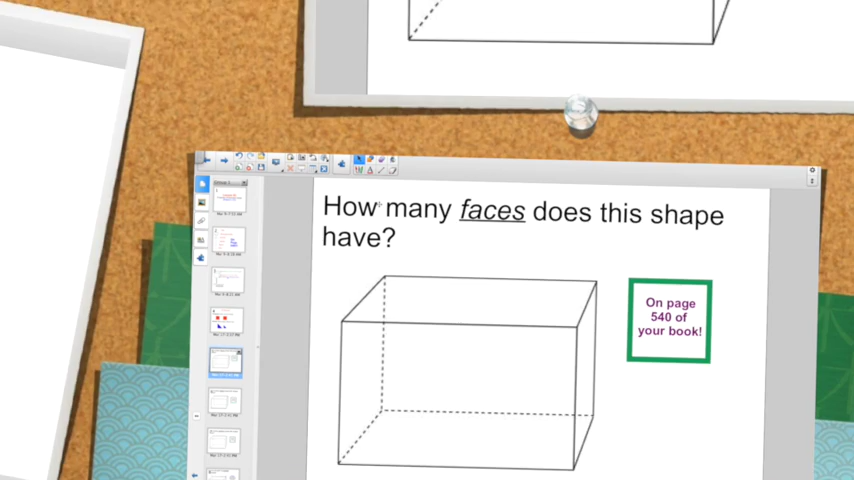 How many faces does this shape
have?
On page
540 of
your book!